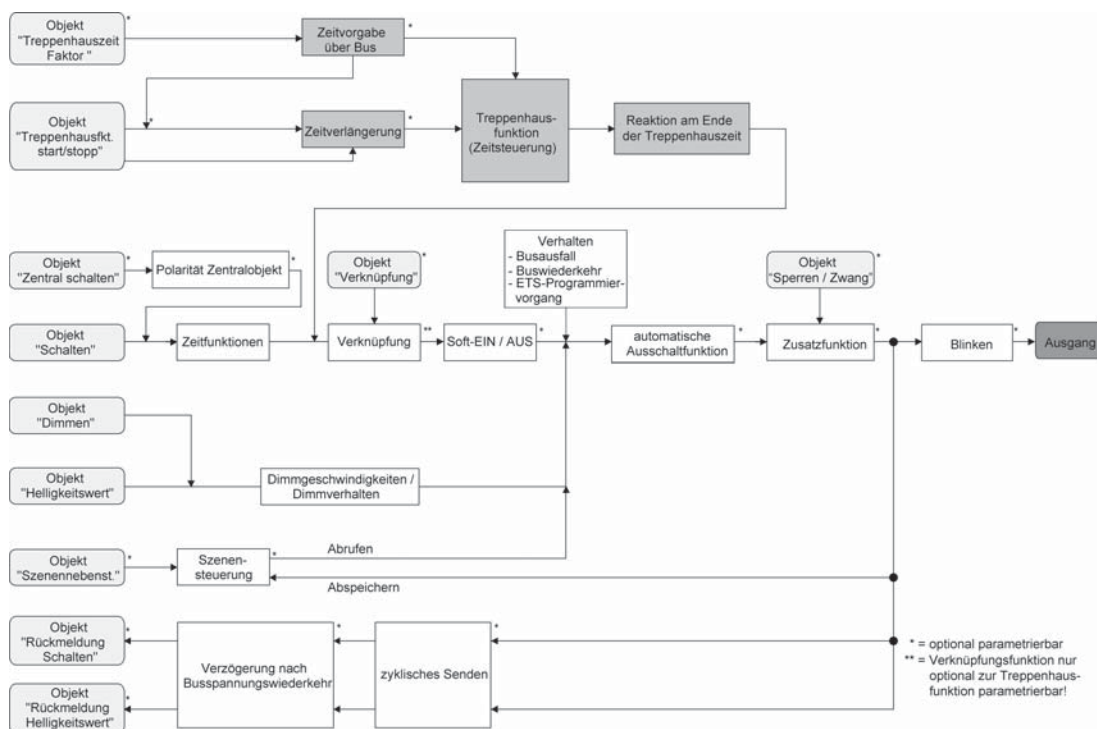 Objekt *
"Treppenhauszeit
Faktor "
Zeitvorgabe *
über Bus
Objekt *
"Treppenhausfkt.
start/stopp"
Zeitverlängerung *
Treppenhaus-
funktion
(Zeitsteuerung)
Reaktion am Ende
der Treppenhauszeit
Objekt *
"Zentral schalten"
Polarität Zentralobjekt *
Objekt *
"Verknüpfung"
Verhalten
- Busausfall
- Buswiederkehr
- ETS-Programmier-
vorgang
Objekt *
"Sperren / Zwang"
Objekt
"Schalten"
Zeitfunktionen
Verknüpfung **
Soft-EIN / AUS *
automatische *
Ausschaltfunktion
Zusatzfunktion *
Blinken *
Ausgang
Objekt
"Dimmen"
Objekt
"Helligkeitswert"
Dimmgeschwindigkeiten /
Dimmverhalten
Objekt *
"Szenennebenst."
Szenen- *
steuerung
Abrufen
Abspeichern
Objekt *
"Rückmeldung
Schalten"
Verzögerung nach *
Busspannungswiederkehr
zyklisches Senden *
Objekt *
"Rückmeldung
Helligkeitswert"
* = optional parametrierbar
** = Verknüpfungsfunktion nur
optional zur Treppenhaus-
funktion parametrierbar!